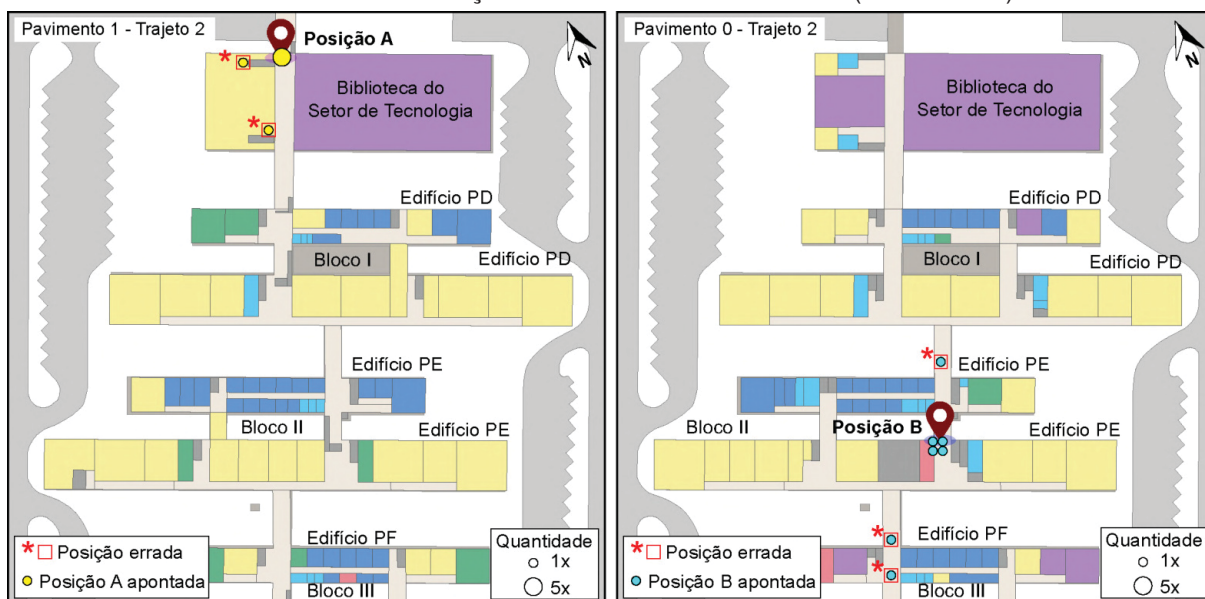 Pavimento 1 - Trajeto 2
Posição A
N
*
*
Biblioteca do
Setor de Tecnologia
Edifício PD
Bloco I
Edifício PD
Edifício PE
Bloco II
Edifício PE
Edifício PF
Bloco III
* Posição errada
Posição A apontada
Quantidade
1x
5x
Pavimento 0 - Trajeto 2
N
Biblioteca do
Setor de Tecnologia
Edifício PD
Bloco I
Edifício PD
*
Edifício PE
Bloco II
Posição B
Edifício PE
*
Edifício PF
*
Bloco III
* Posição errada
Posição B apontada
Quantidade
1x
5x